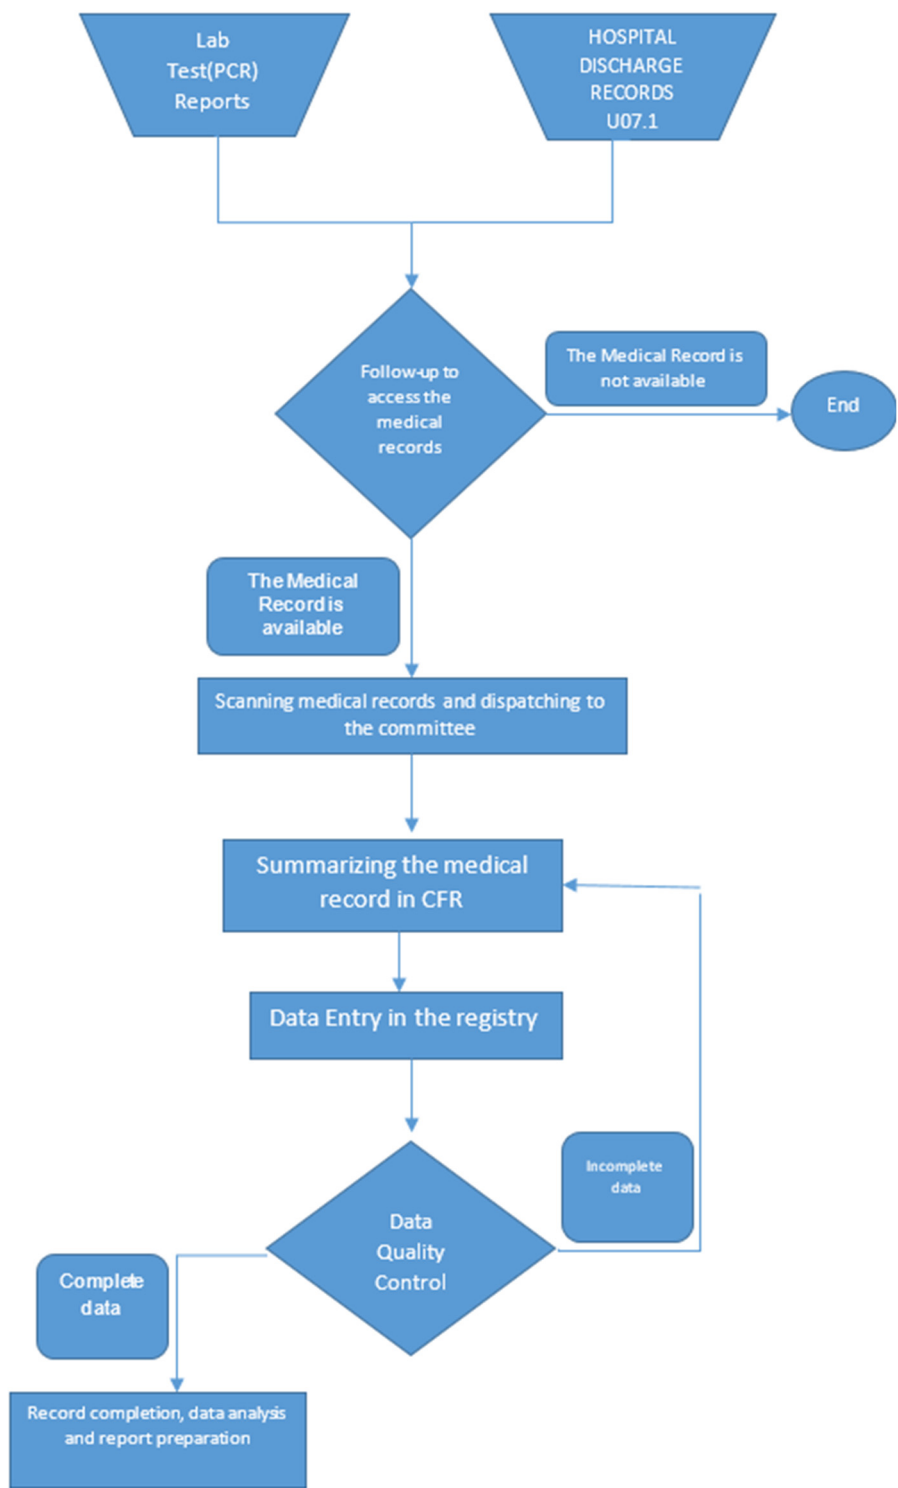 Lab
Test(PCR)
Reports
HOSPITAL
DISCHARGE
RECORDS
U07.1
Follow-up to
access the
medical
records
The Medical Record is
not available
End
The Medical
Record is
available
Scanning medical records and dispatching to
the committee
Summarizing the medical
record in CFR
Data Entry in the registry
Incomplete
data
Data
Quality
Control
Complete
data
Record completion, data analysis
and report preparation